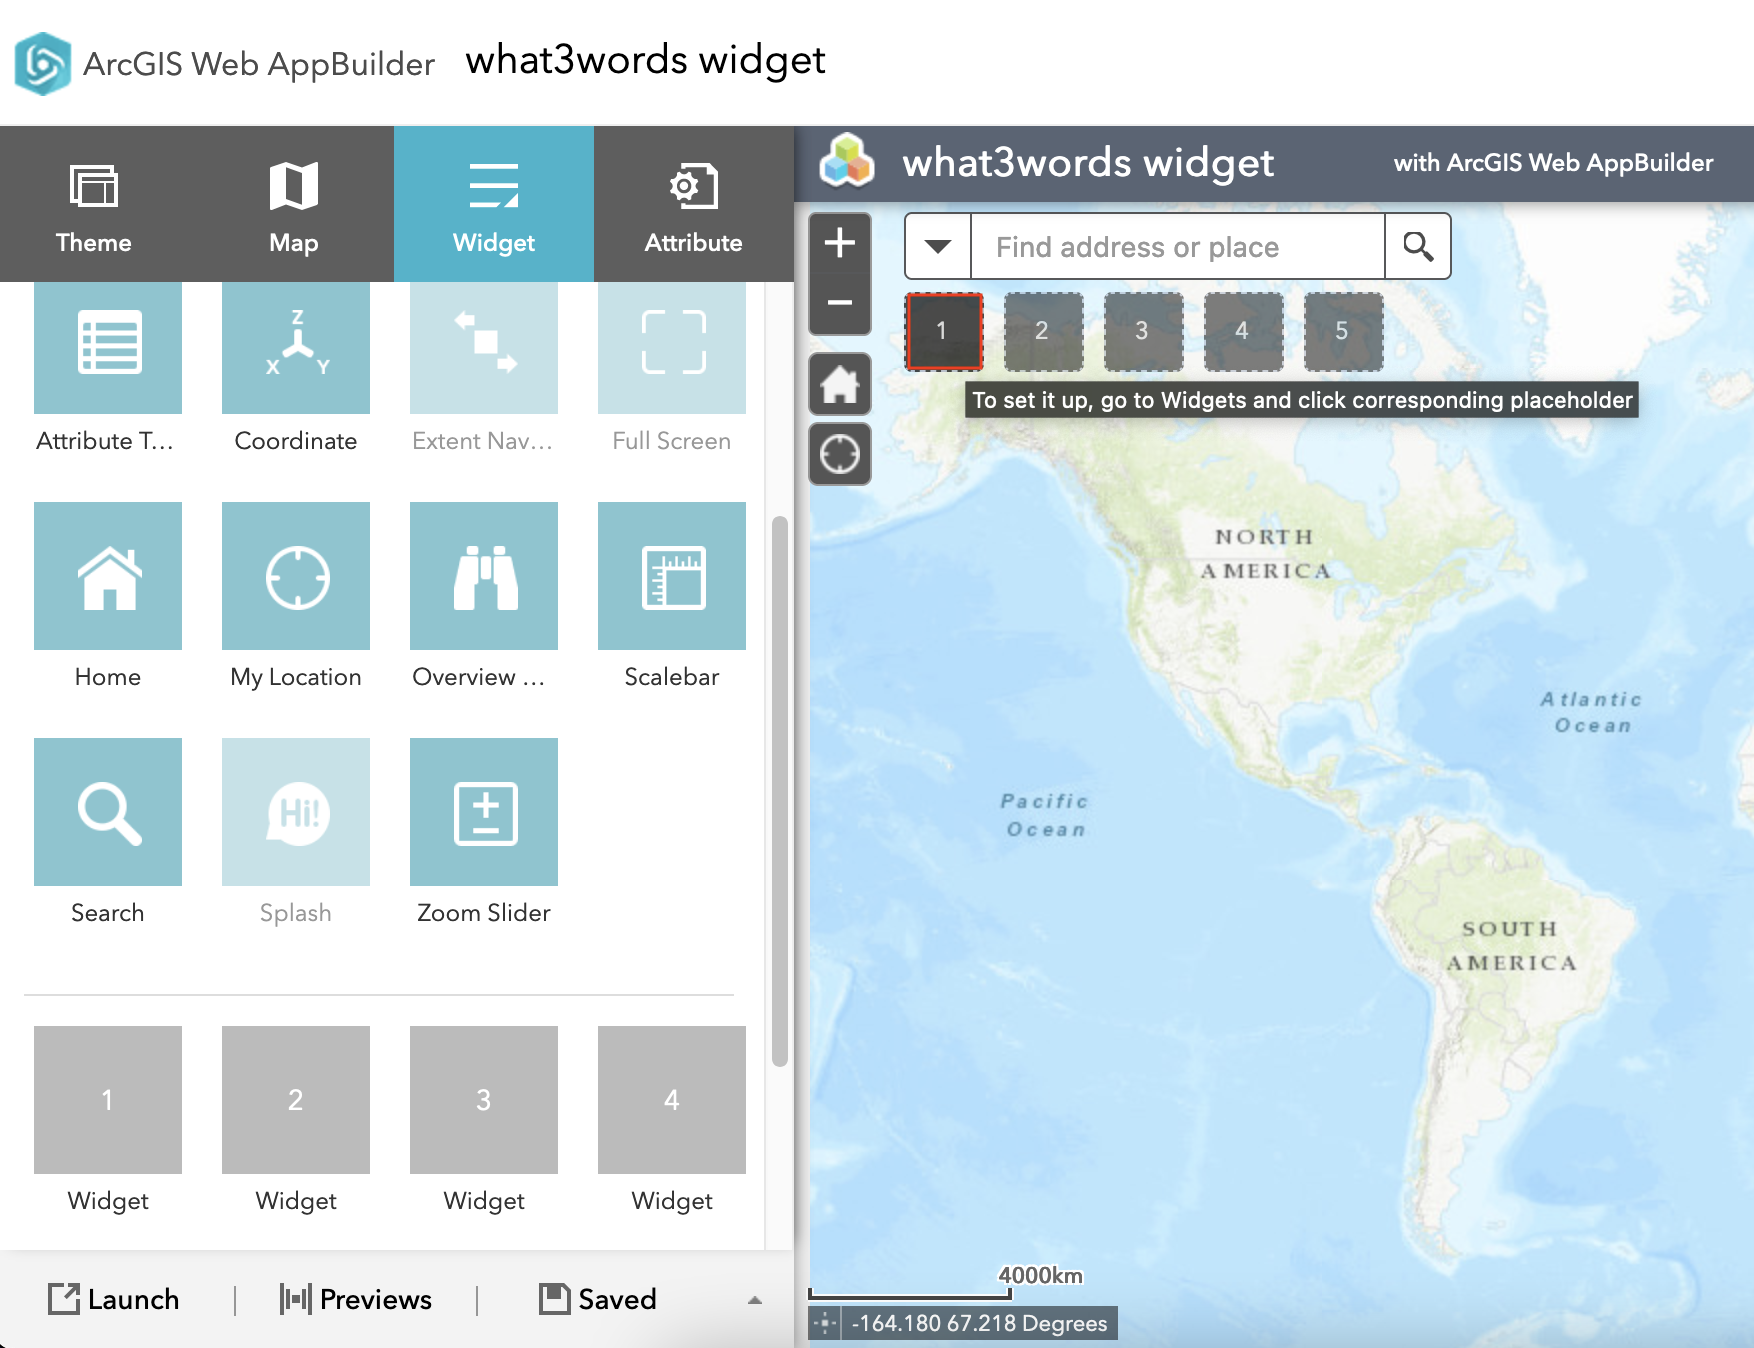 ArcGIS Web AppBuilder what3words widget
Theme
Map
Widget
Attribute
Attribute T...
Z
X Y
Coordinate
Extent Nav...
Full Screen
Home
My Location
Overview ...
Scalebar
Search
Hi!
Splash
Zoom Slider
1
Widget
2
Widget
3
Widget
4
Widget
Launch
Previews
Saved
what3words widget
with ArcGIS Web AppBuilder
Find address or place
1 2 3 4 5
To set it up, go to Widgets and click corresponding placeholder
NORTH
AMERICA
Atlantic
Ocean
Pacific
Ocean
SOUTH
AMERICA
4000km
-164.180 67.218 Degrees